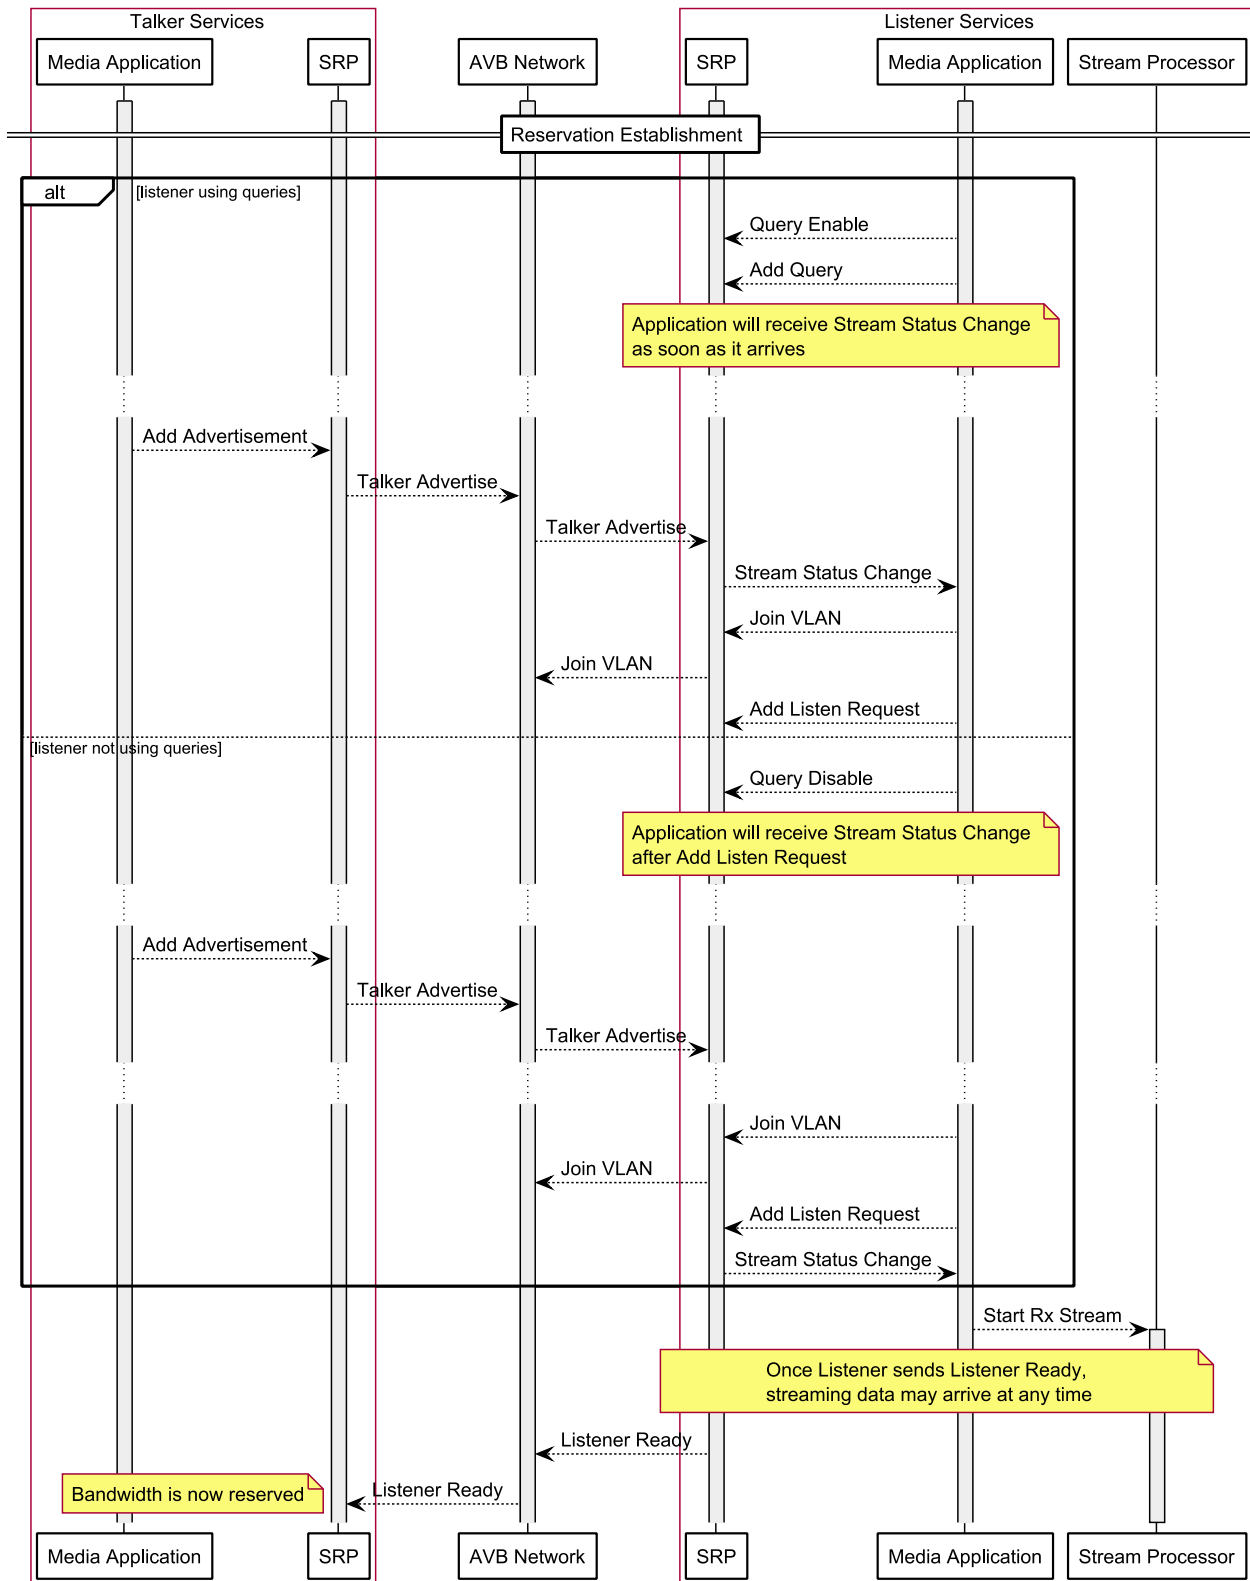 Talker Services
Listener Services
Media Application
SRP
AVB Network
SRP
Media Application
Stream Processor
Reservation Establishment
alt
[listener using queries]
Query Enable
Add Query
Application will receive Stream Status Change
as soon as it arrives
Add Advertisement
Talker Advertise
Talker Advertise
Stream Status Change
Join VLAN
Join VLAN
Add Listen Request
[listener not using queries]
Query Disable
Application will receive Stream Status Change
after Add Listen Request
Add Advertisement
Talker Advertise
Talker Advertise
Join VLAN
Join VLAN
Add Listen Request
Stream Status Change
Start Rx Stream
Once Listener sends Listener Ready,
streaming data may arrive at any time
Listener Ready
Bandwidth is now reserved
Listener Ready
Media Application
SRP
AVB Network
SRP
Media Application
Stream Processor